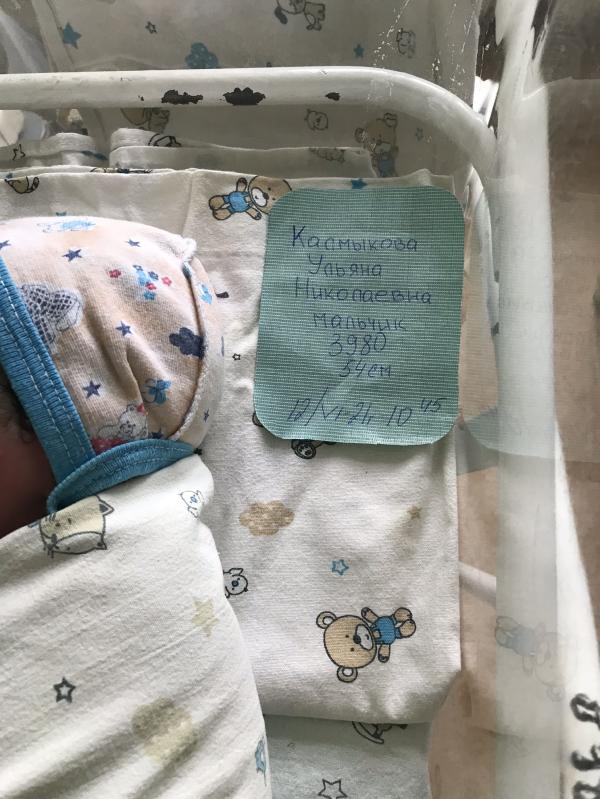 Калмыкова
Ульяна
Николаевна
мальчик
3980
54см
12/VI-24 10 45